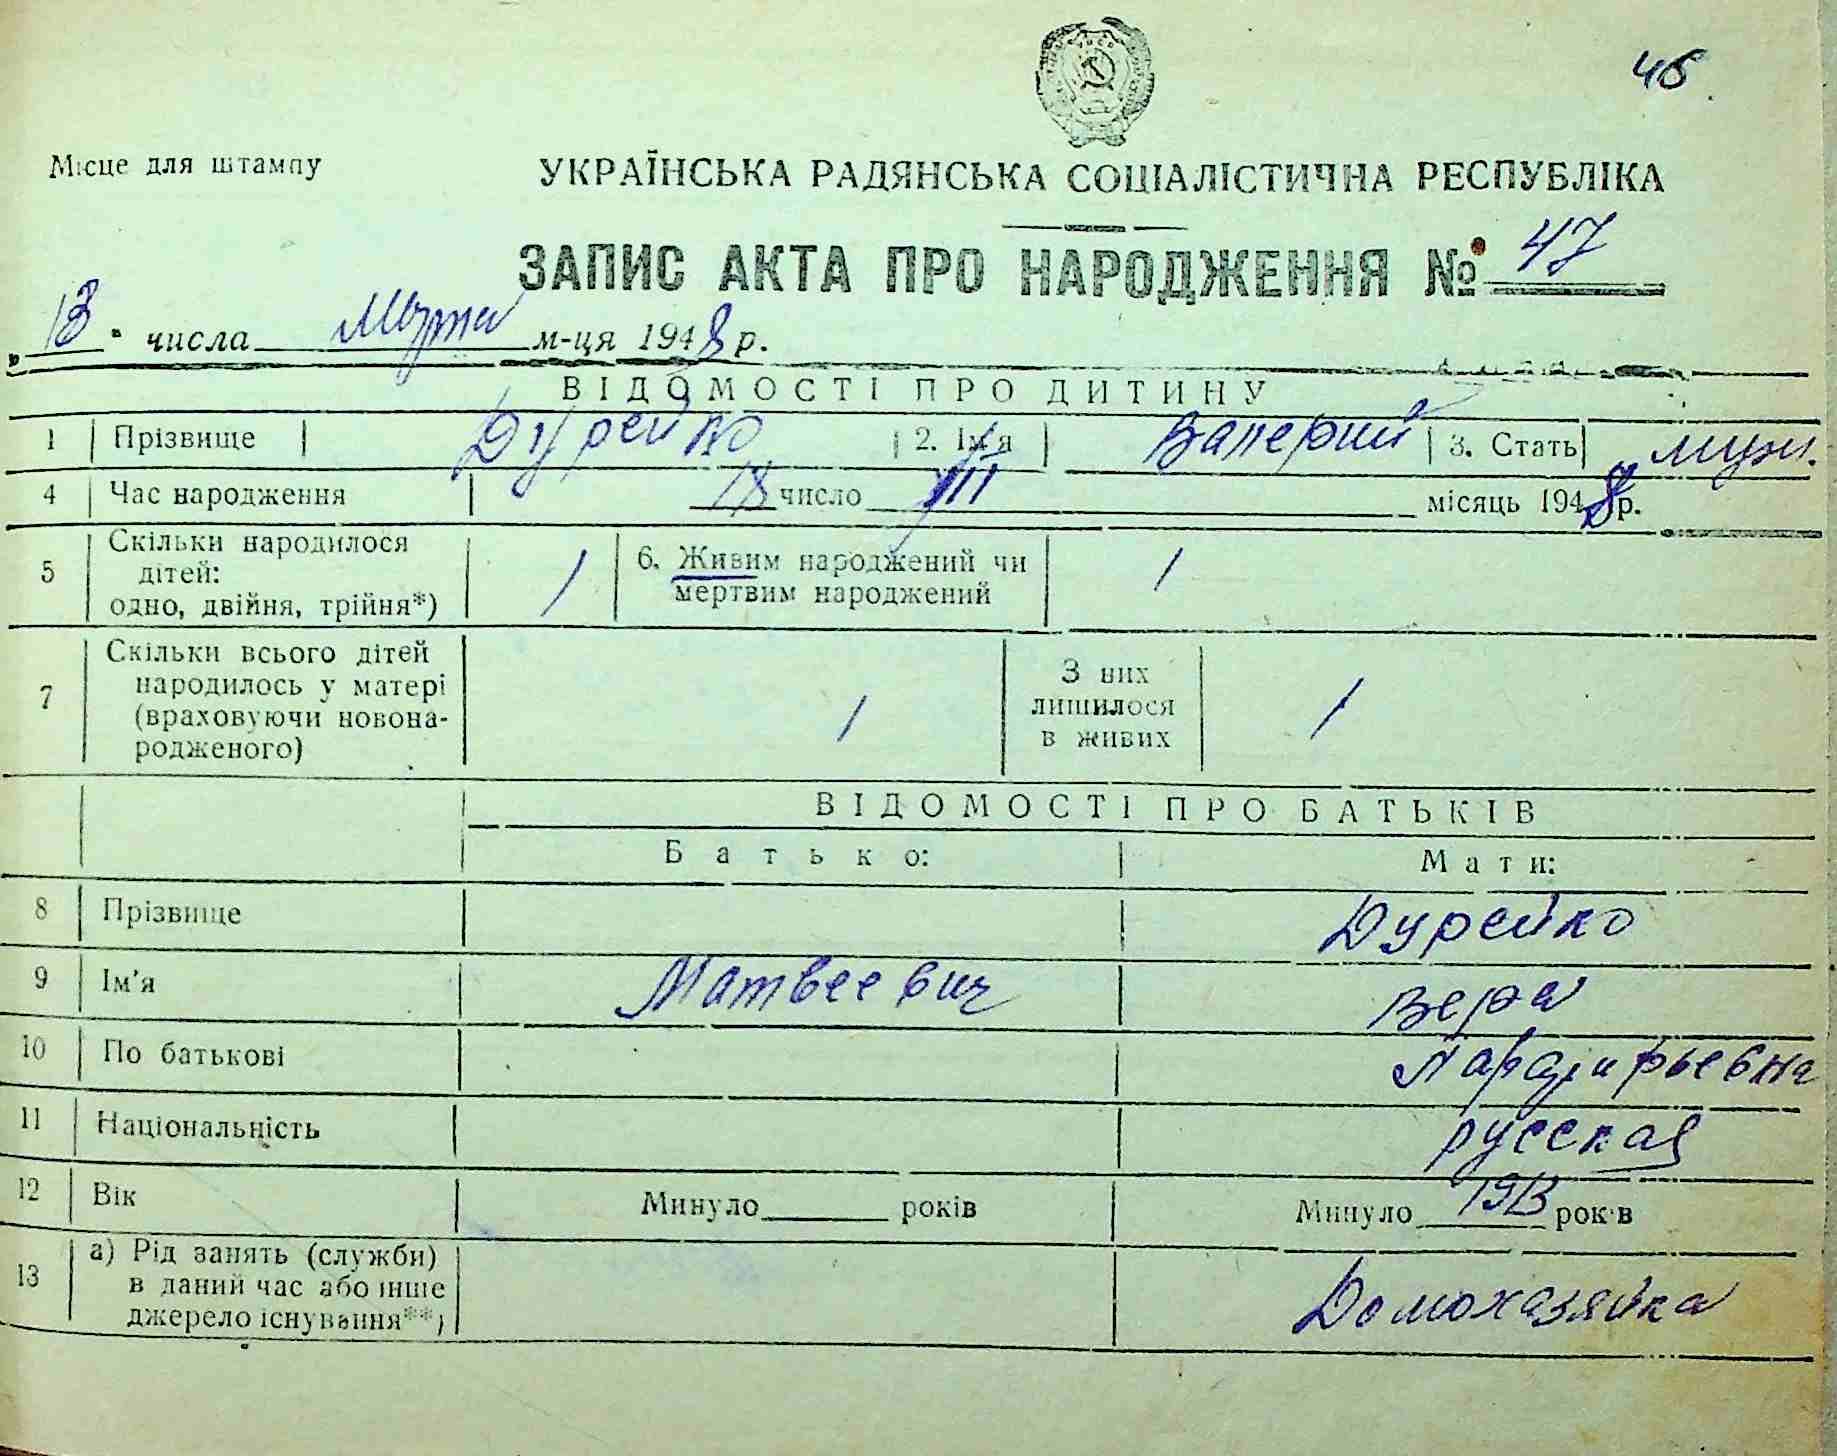 46
Місце для штампу
УКРАЇНСЬКА РАДЯНСЬКА СОЦІАЛІСТИЧНА РЕСПУБЛІКА
ЗАПИС АКТА ПРО НАРОДЖЕННЯ № 47
„ 13 " числа Марта м-ця 1948 р.
ВІДОМОСТІ ПРО ДИТИНУ
1 Прізвище Дурейко 2. Ім'я Валерий 3. Стать муж.
4 Час народження 18 число місяць 1948 р.
5 Скільки народилося дітей: одно, двійня, трійня*) 1 6. Живим народжений чи мертвим народжений 1
7 Скільки всього дітей народилось у матері (враховуючи новона-родженого) 1 З них лишилося в живих 1
ВІДОМОСТІ ПРО БАТЬКІВ
Батько: Мати:
8 Прізвище Дурейко
9 Ім'я Матвеевич Вера
10 По батькові
11 Національність русская
12 Вік Минуло років Минуло 1913 років
13 а) Рід занять (служби) в даний час або інше джерело існування**) Домохазяйка